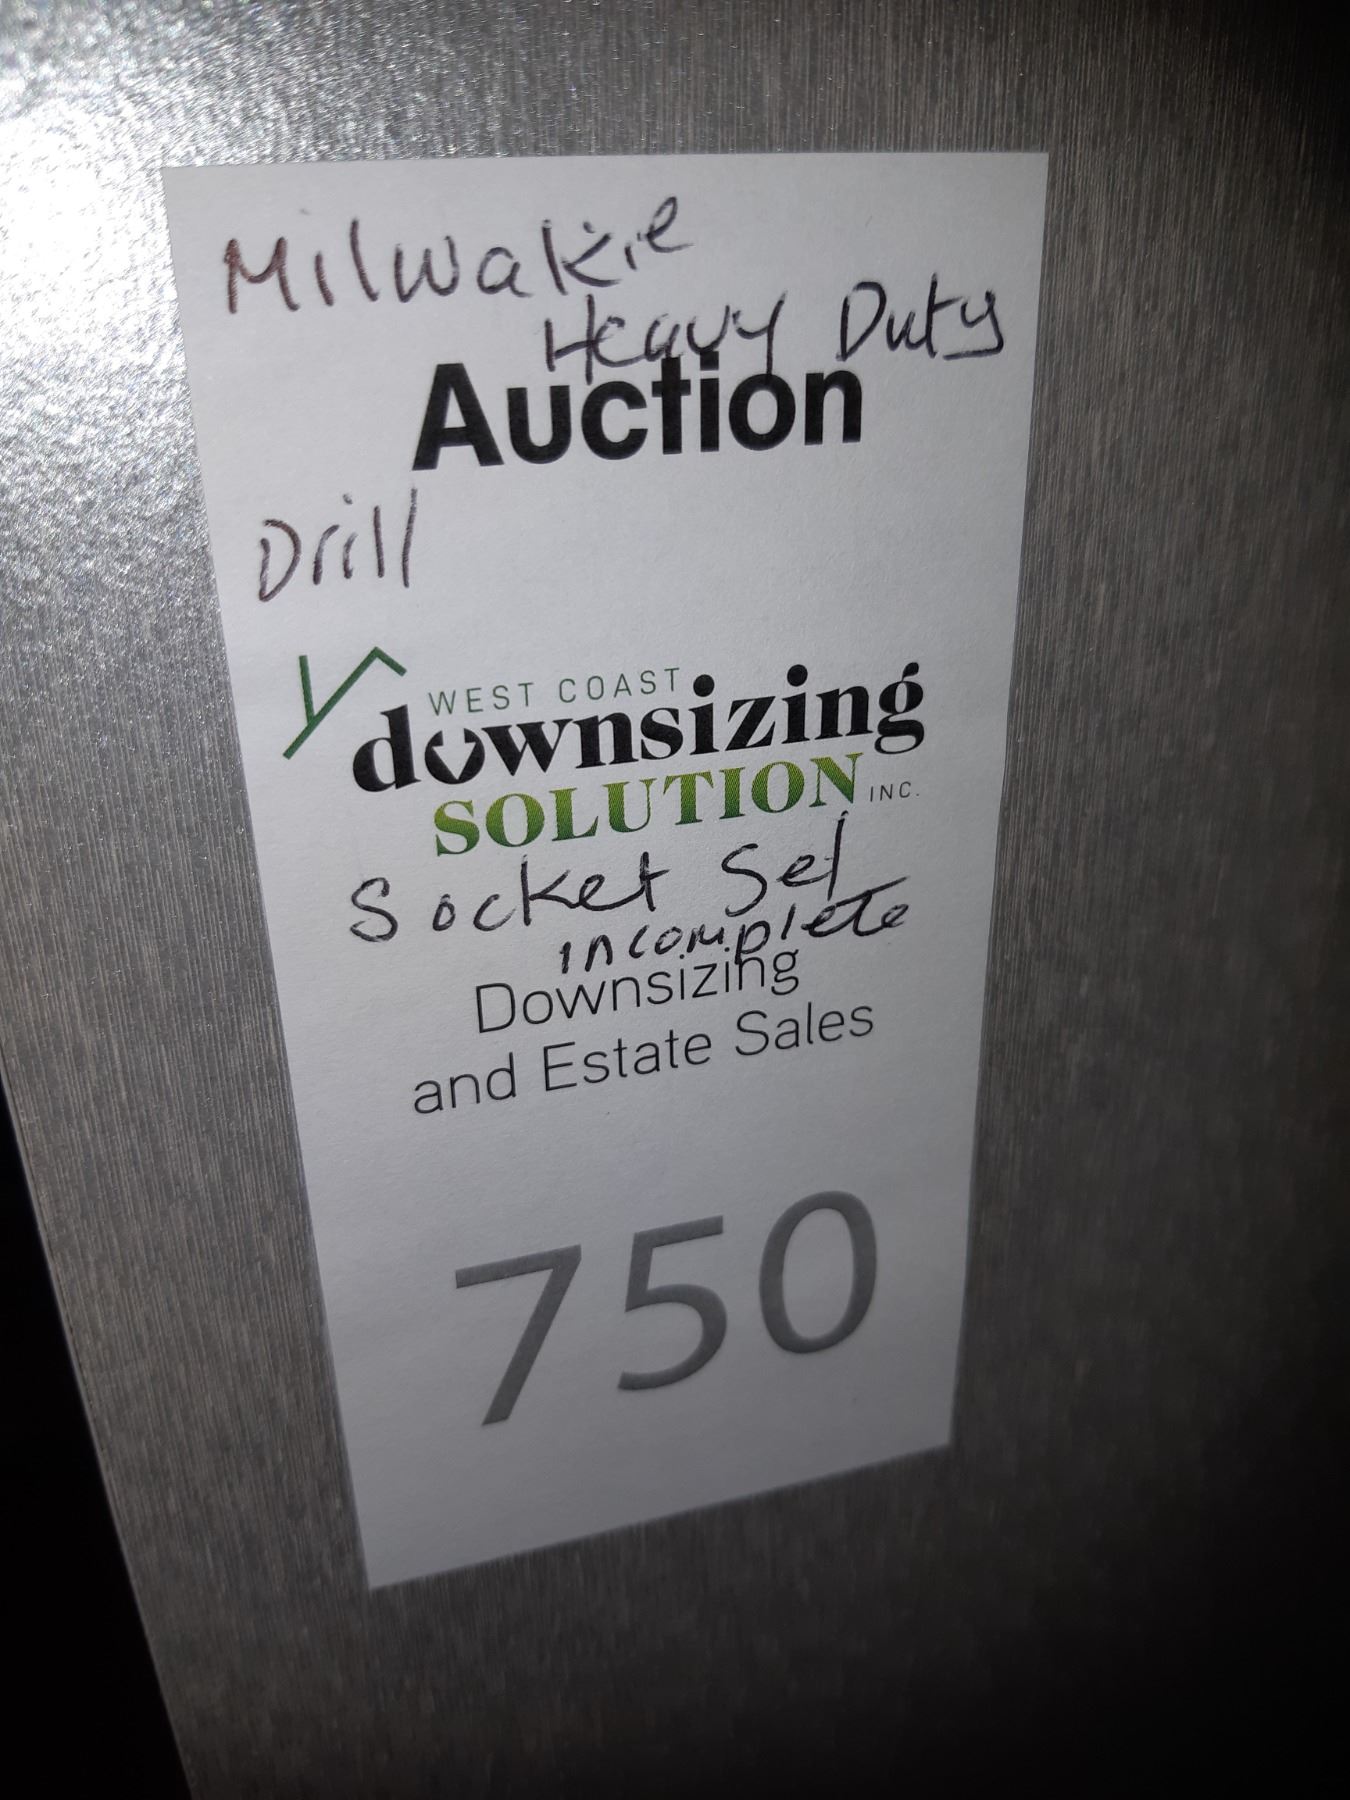 Milwakie
Heavy Duty
Auction
Drill
WEST COAST
downsizing
SOLUTION INC.
Socket Set
incomplete
Downsizing
and Estate Sales
750